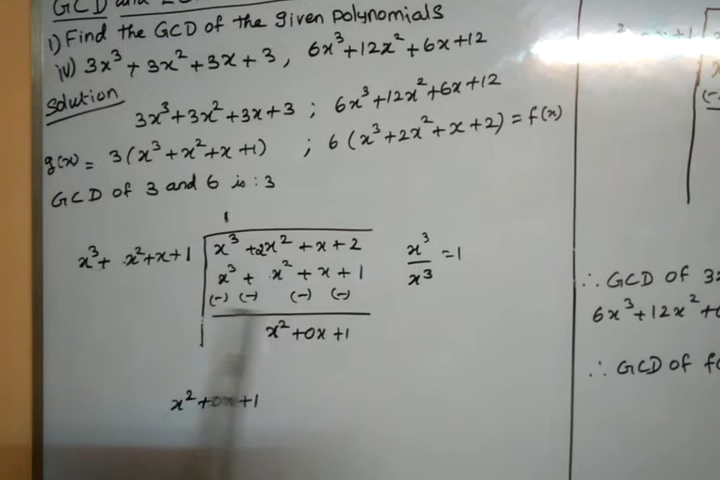 GCD and
1) Find the GCD of the given polynomials
iv) 3x³ + 3x² + 3x + 3 , 6x³ + 12x² + 6x + 12
Solution
3x³ + 3x² + 3x + 3 ; 6x³ + 12x² + 6x + 12
g(x) = 3(x³ + x² + x + 1) ; 6(x³ + 2x² + x + 2) = f(x)
GCD of 3 and 6 is : 3
1
x³ + x² + x + 1 x³ + 2x² + x + 2 x³/x³ = 1
x³ + x² + x + 1
(-) (-) (-) (-)
x² + 0x + 1
x² + 0x + 1
∴ GCD of 3
6x³ + 12x² +
∴ GCD of f